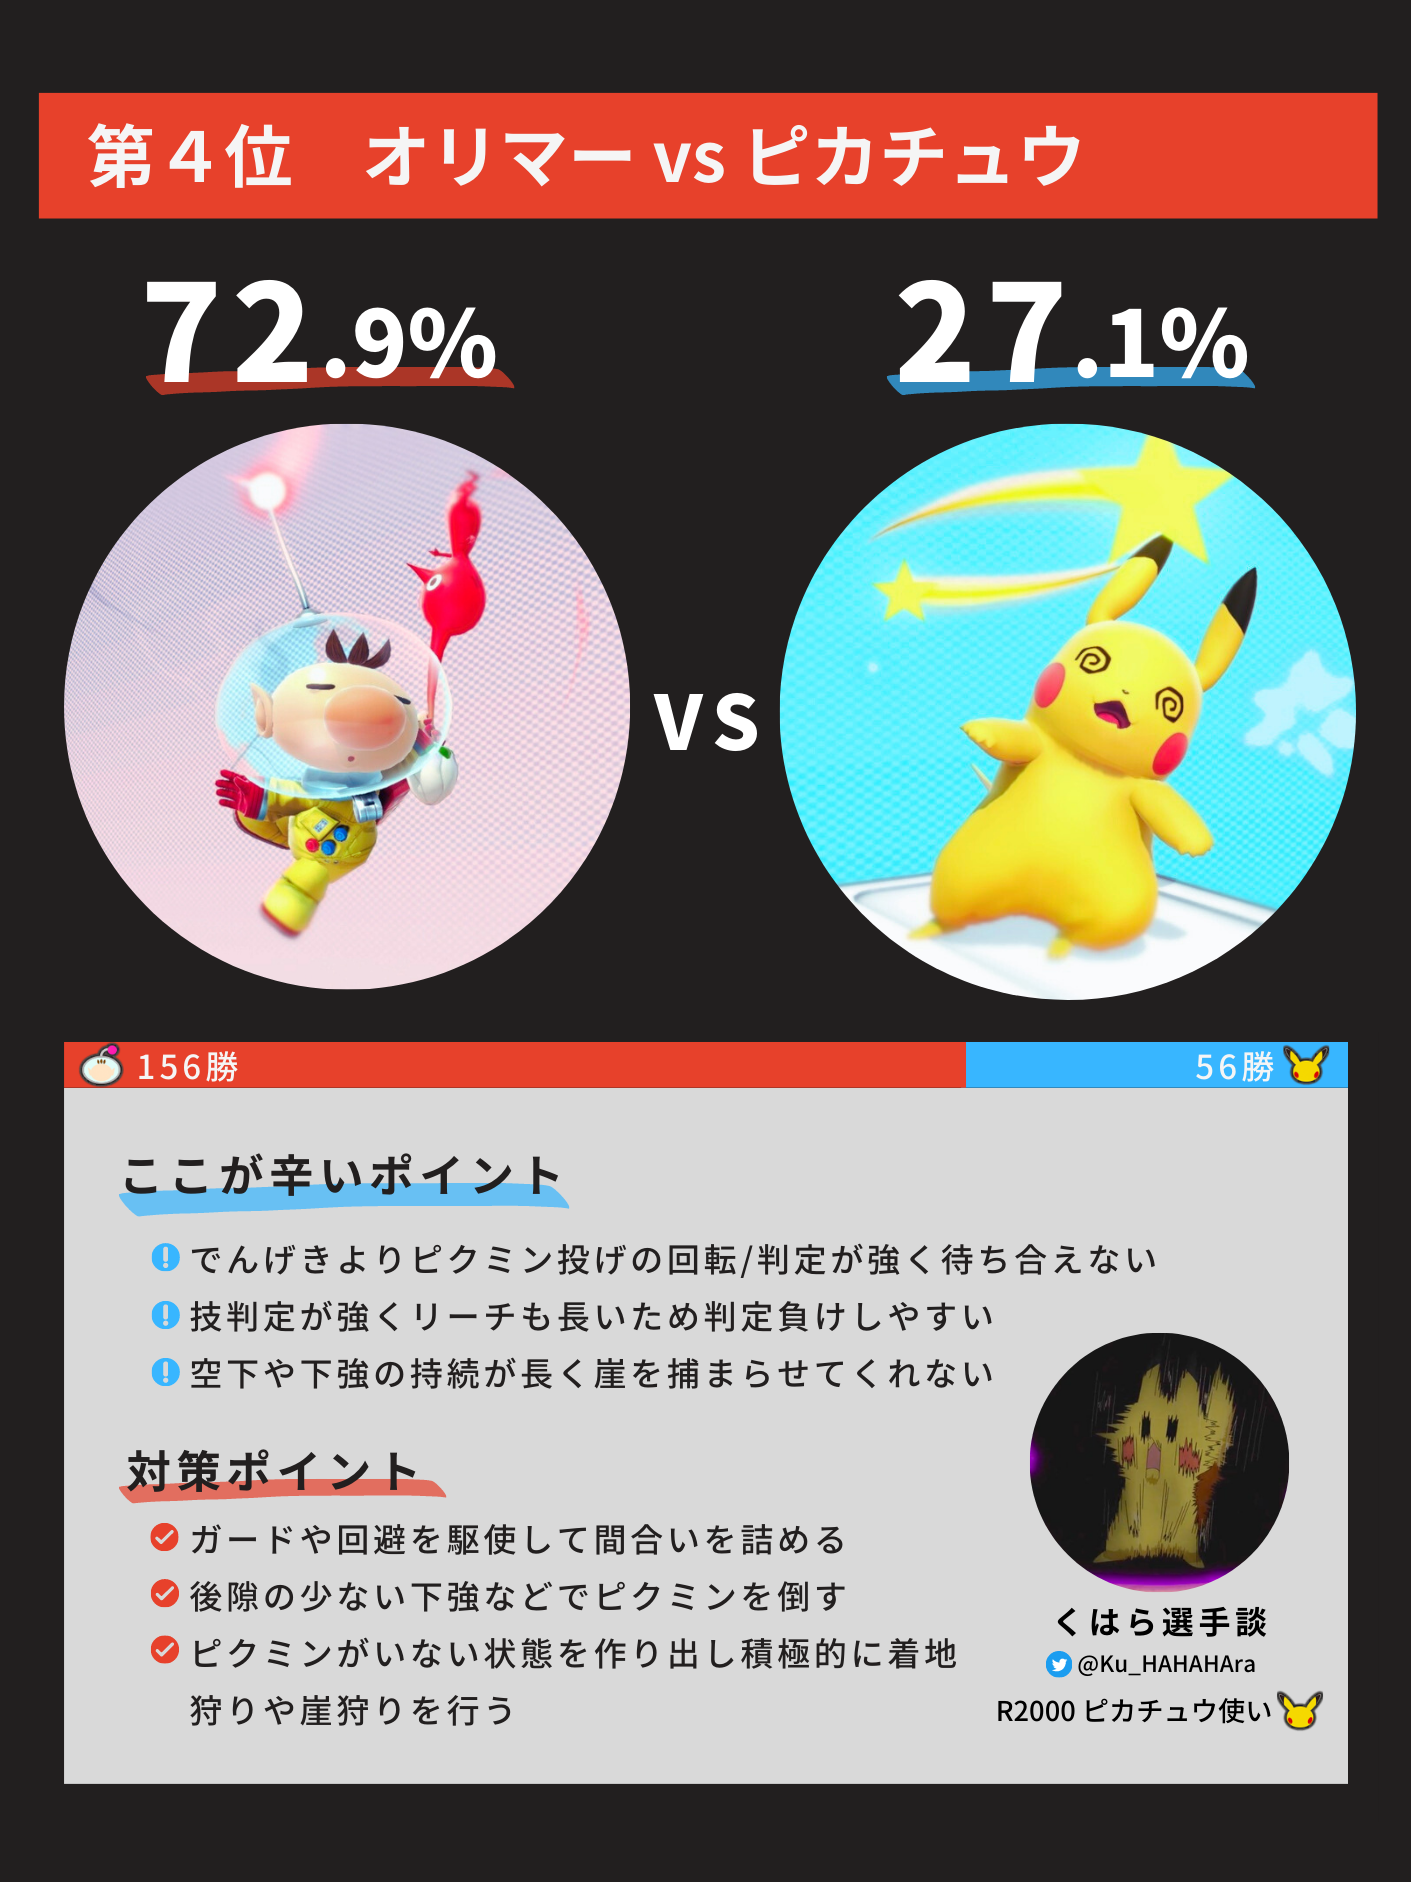 第４位　オリマー vs ピカチュウ
72.9%
27.1%
vs
156勝
56勝
ここが辛いポイント
でんげきよりピクミン投げの回転/判定が強く待ち合えない
技判定が強くリーチも長いため判定負けしやすい
空下や下強の持続が長く崖を捕まらせてくれない
対策ポイント
ガードや回避を駆使して間合いを詰める
後隙の少ない下強などでピクミンを倒す
ピクミンがいない状態を作り出し積極的に着地
狩りや崖狩りを行う
くはら選手談
@Ku_HAHAHAra
R2000 ピカチュウ使い